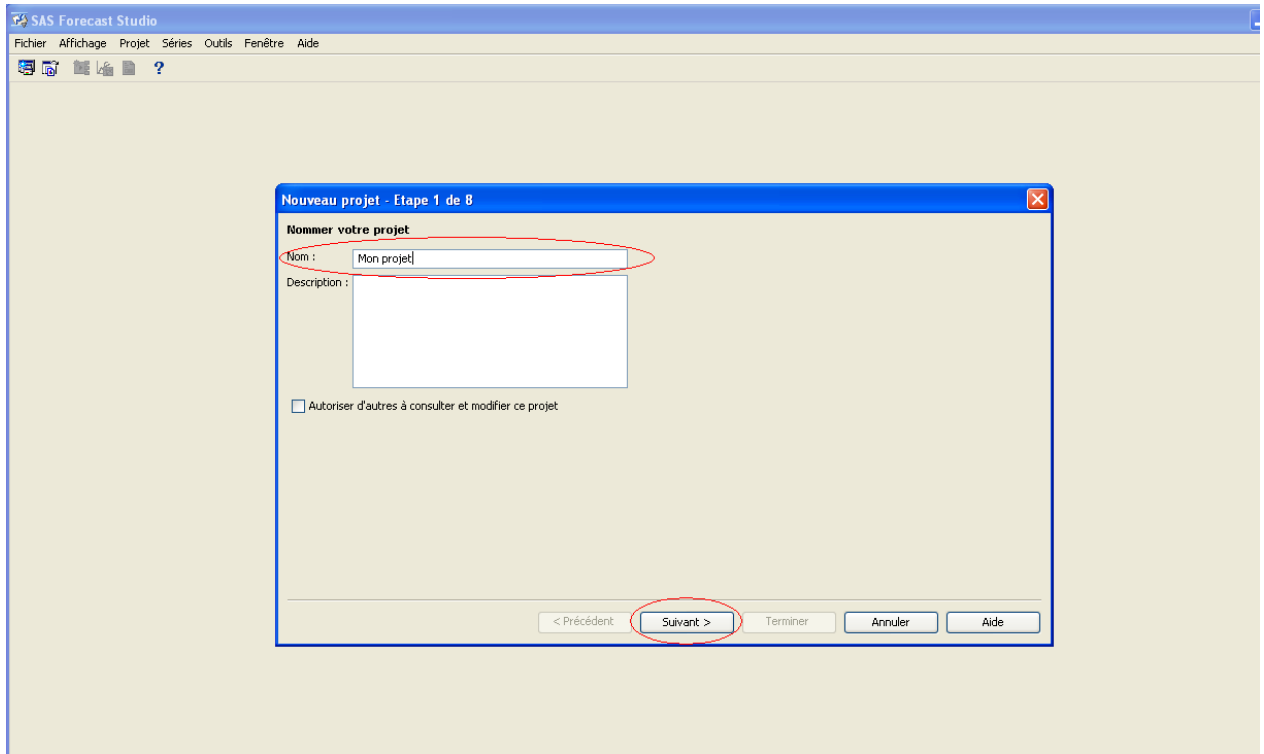 SAS Forecast Studio
Fichier Affichage Projet Séries Outils Fenêtre Aide
?
Nouveau projet - Etape 1 de 8
Nommer votre projet
Nom : Mon projet
Description :
Autoriser d'autres à consulter et modifier ce projet
< Précédent Suivant > Terminer Annuler Aide